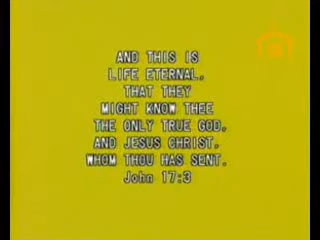 AND THIS IS
LIFE ETERNAL,
THAT THEY
MIGHT KNOW THEE
THE ONLY TRUE GOD,
AND JESUS CHRIST,
WHOM THOU HAS SENT.
John 17:3